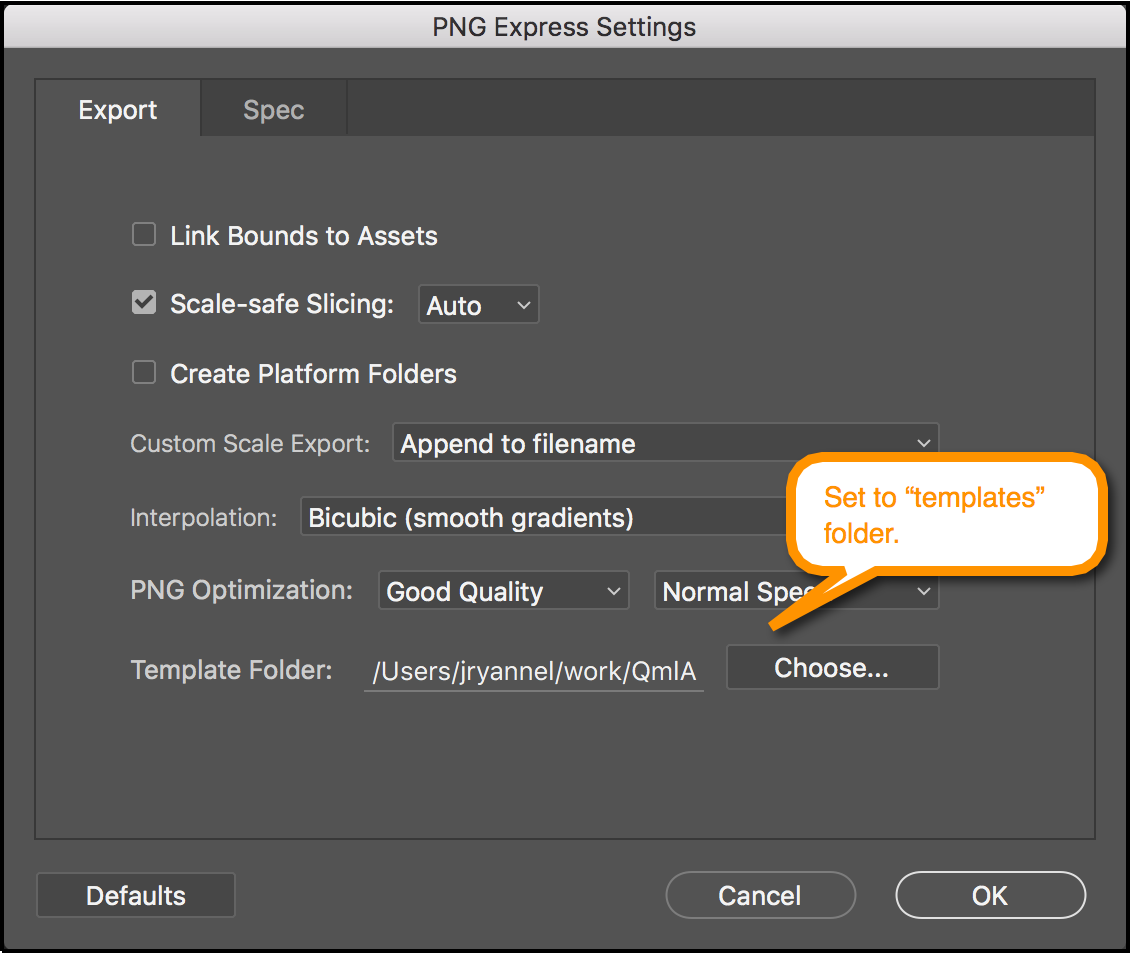 PNG Express Settings
Export Spec
Link Bounds to Assets
Scale-safe Slicing: Auto
Create Platform Folders
Custom Scale Export: Append to filename
Set to “templates”
folder.
Interpolation: Bicubic (smooth gradients)
PNG Optimization: Good Quality Normal
Template Folder: /Users/jryannel/work/QmlA Choose...
Defaults Cancel OK